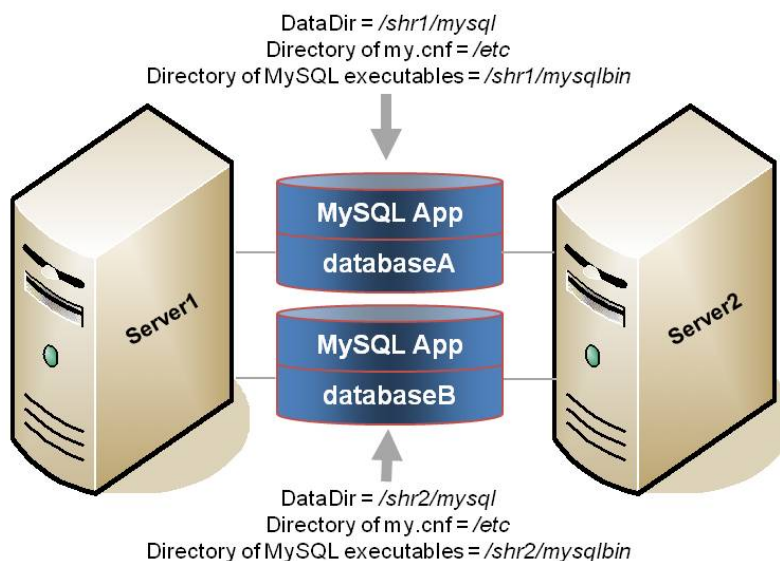 DataDir = /shr1/mysql
Directory of my.cnf = /etc
Directory of MySQL executables = /shr1/mysqlbin
MySQL App
databaseA
Server1
Server2
MySQL App
databaseB
DataDir = /shr2/mysql
Directory of my.cnf = /etc
Directory of MySQL executables = /shr2/mysqlbin